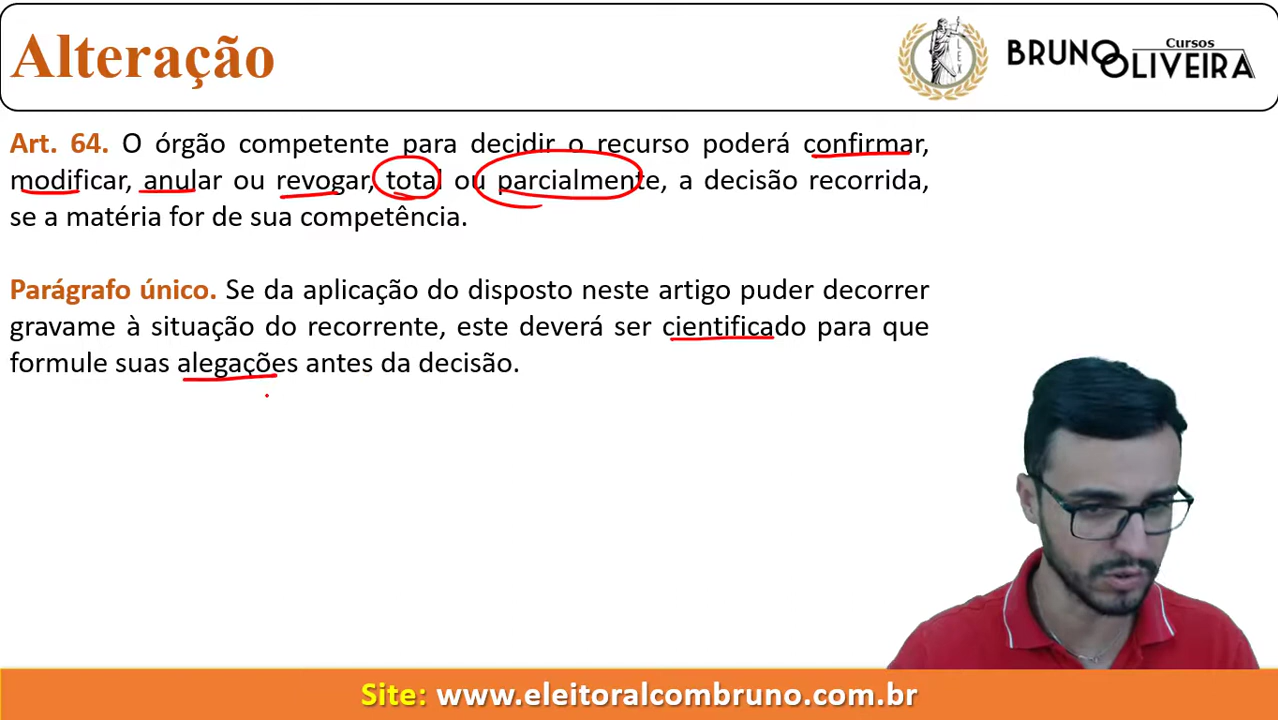 Alteração
LEX
Cursos
BRUNO
OLIVEIRA
Art. 64. O órgão competente para decidir o recurso poderá confirmar,
modificar, anular ou revogar, total ou parcialmente, a decisão recorrida,
se a matéria for de sua competência.
Parágrafo único. Se da aplicação do disposto neste artigo puder decorrer
gravame à situação do recorrente, este deverá ser cientificado para que
formule suas alegações antes da decisão.
Site: www.eleitoralcombruno.com.br